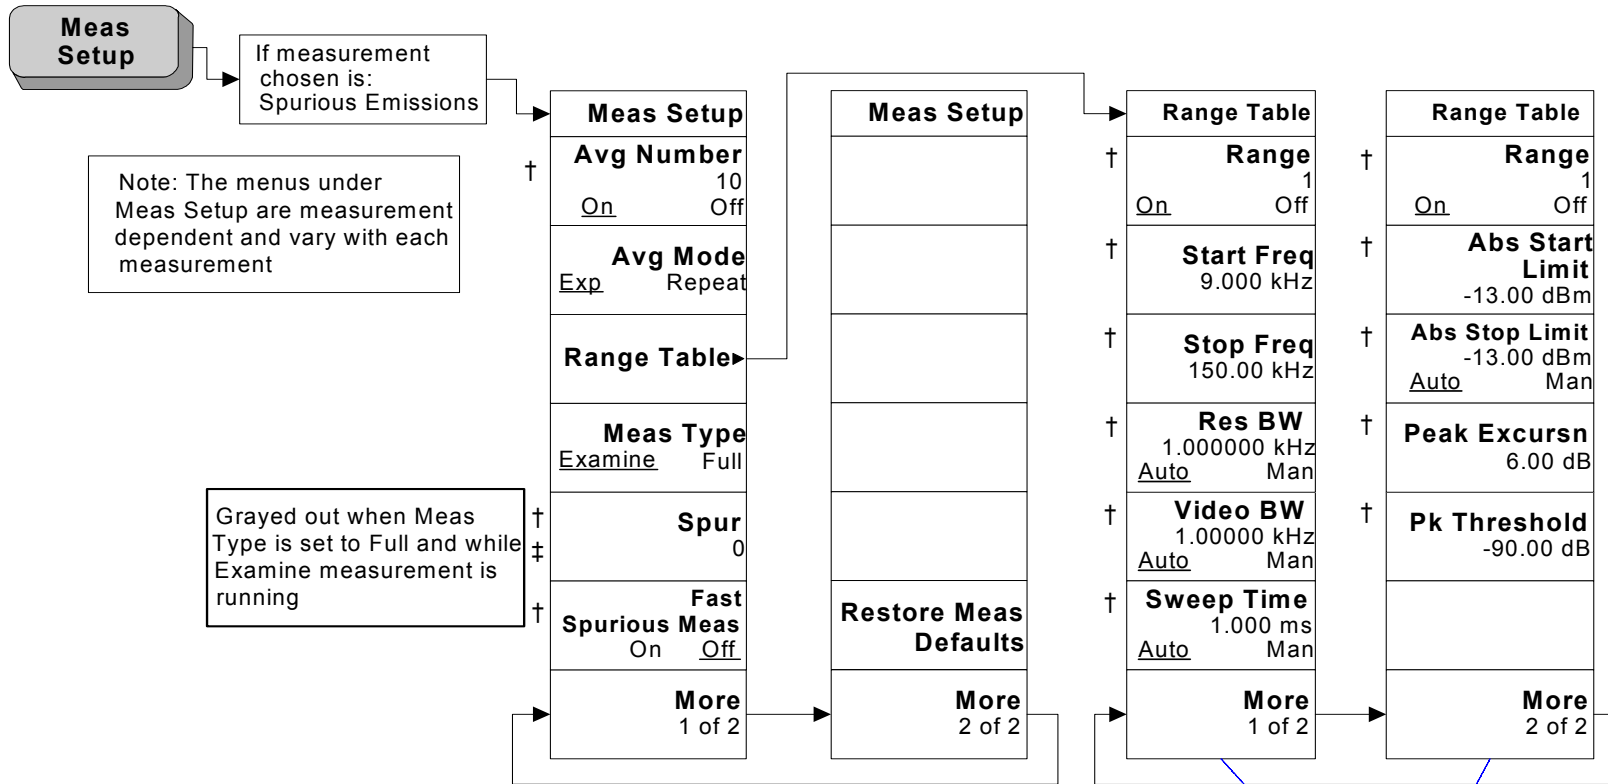 Meas
Setup
If measurement
chosen is:
Spurious Emissions
Note: The menus under
Meas Setup are measurement
dependent and vary with each
measurement
Grayed out when Meas
Type is set to Full and while
Examine measurement is
running
Meas Setup
†
Avg Number
10
On Off
Avg Mode
Exp Repeat
Range Table
Meas Type
Examine Full
†
‡
Spur
0
†
Fast
Spurious Meas
On Off
More
1 of 2
Meas Setup
Restore Meas
Defaults
More
2 of 2
Range Table
†
Range
1
On Off
†
Start Freq
9.000 kHz
†
Stop Freq
150.00 kHz
†
Res BW
1.000000 kHz
Auto Man
†
Video BW
1.00000 kHz
Auto Man
†
Sweep Time
1.000 ms
Auto Man
More
1 of 2
Range Table
†
Range
1
On Off
†
Abs Start
Limit
-13.00 dBm
†
Abs Stop Limit
-13.00 dBm
Auto Man
†
Peak Excursn
6.00 dB
†
Pk Threshold
-90.00 dB
More
2 of 2